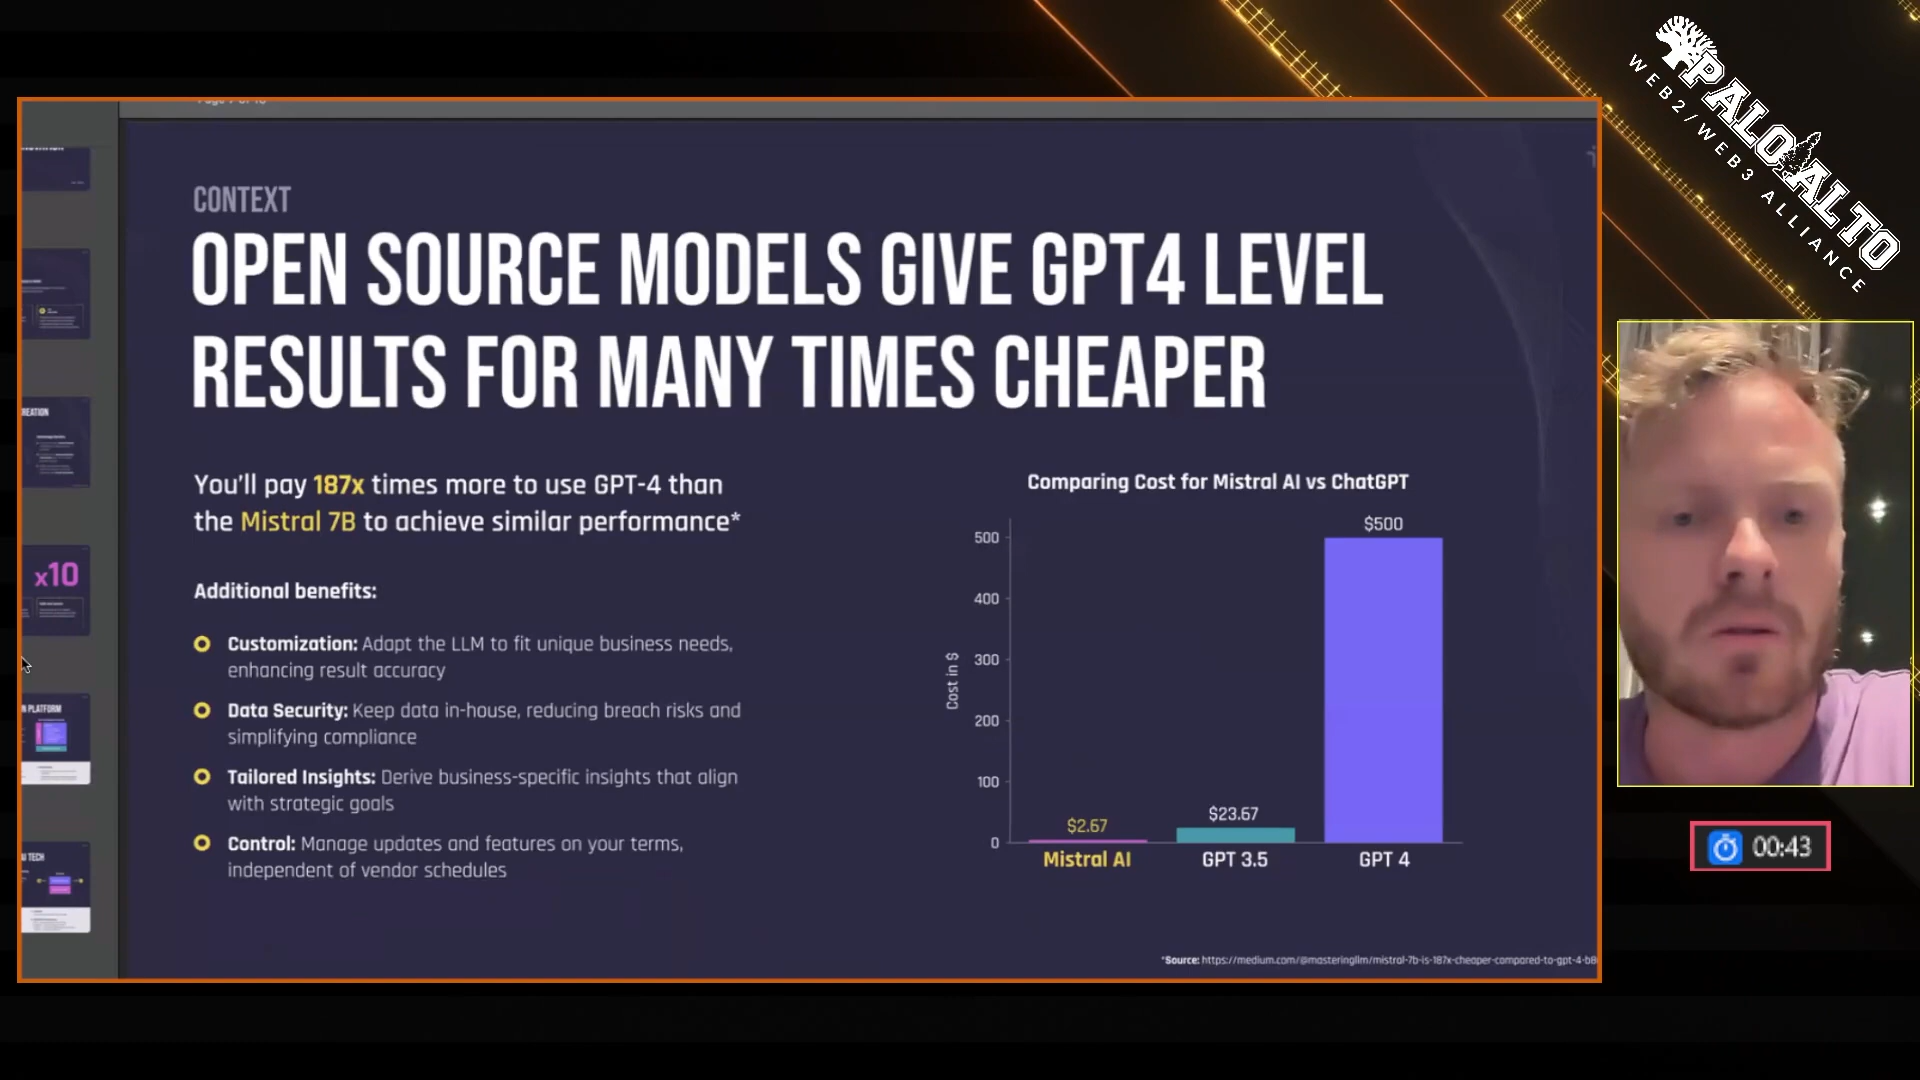 PALO ALTO
WEB2/WEB3 ALLIANCE
CONTEXT
OPEN SOURCE MODELS GIVE GPT4 LEVEL
RESULTS FOR MANY TIMES CHEAPER
You'll pay 187x times more to use GPT-4 than
the Mistral 7B to achieve similar performance*
Additional benefits:
Customization: Adapt the LLM to fit unique business needs,
enhancing result accuracy
Data Security: Keep data in-house, reducing breach risks and
simplifying compliance
Tailored Insights: Derive business-specific insights that align
with strategic goals
Control: Manage updates and features on your terms,
independent of vendor schedules
Comparing Cost for Mistral AI vs ChatGPT
Cost in $
500
400
300
200
100
0
$2.67
$23.67
$500
Mistral AI
GPT 3.5
GPT 4
*Source: https://medium.com/@masteringllm/mistral-7b-is-187x-cheaper-compared-to-gpt-4-b8
x10
PLATFORM
TECH
00:43